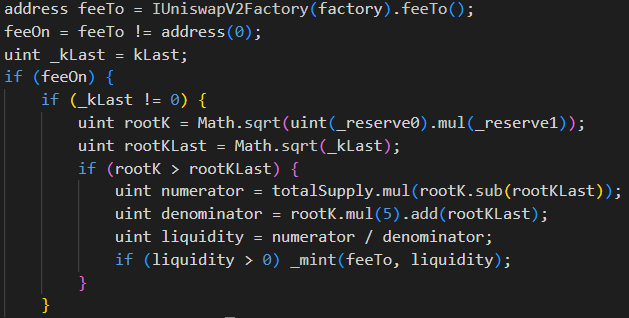 address feeTo = IUniswapV2Factory(factory).feeTo();
feeOn = feeTo != address(0);
uint _kLast = kLast;
if (feeOn) {
if (_kLast != 0) {
uint rootK = Math.sqrt(uint(_reserve0).mul(_reserve1));
uint rootKLast = Math.sqrt(_kLast);
if (rootK > rootKLast) {
uint numerator = totalSupply.mul(rootK.sub(rootKLast));
uint denominator = rootK.mul(5).add(rootKLast);
uint liquidity = numerator / denominator;
if (liquidity > 0) _mint(feeTo, liquidity);
}
}